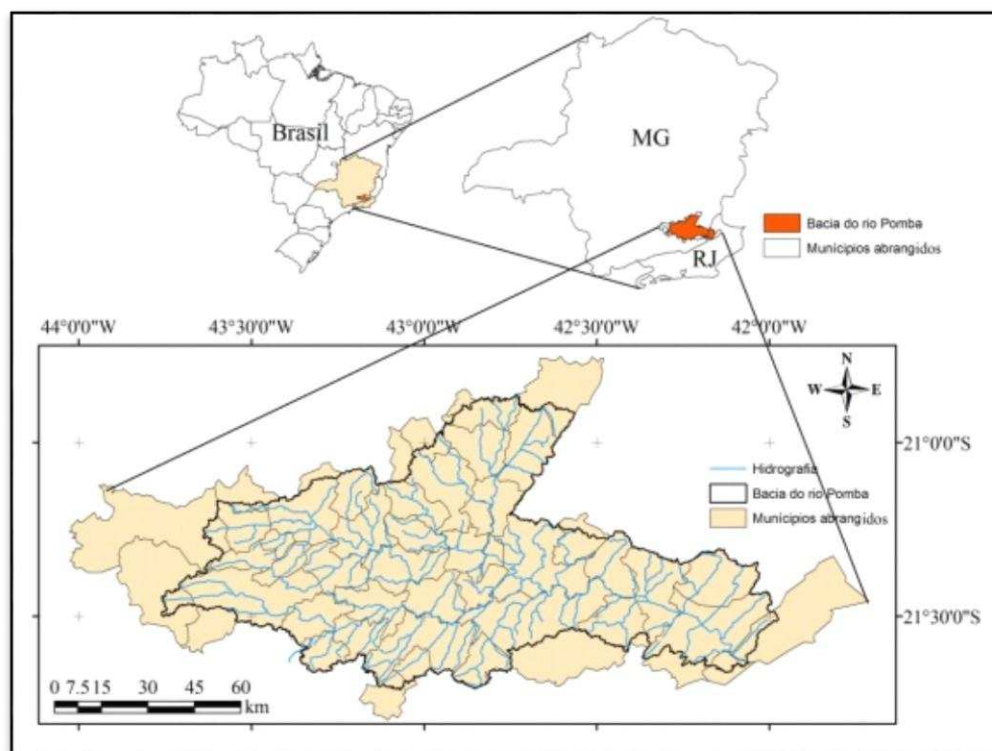 Brasil
MG
RJ
Bacia do rio Pomba
Munícipios abrangidos
44°0'0"W 43°30'0"W 43°0'0"W 42°30'0"W 42°0'0"W
N
W E
S
21°0'0"S
Hidrografia
Bacia do rio Pomba
Munícipios abrangidos
21°30'0"S
0 7.5 15 30 45 60
km